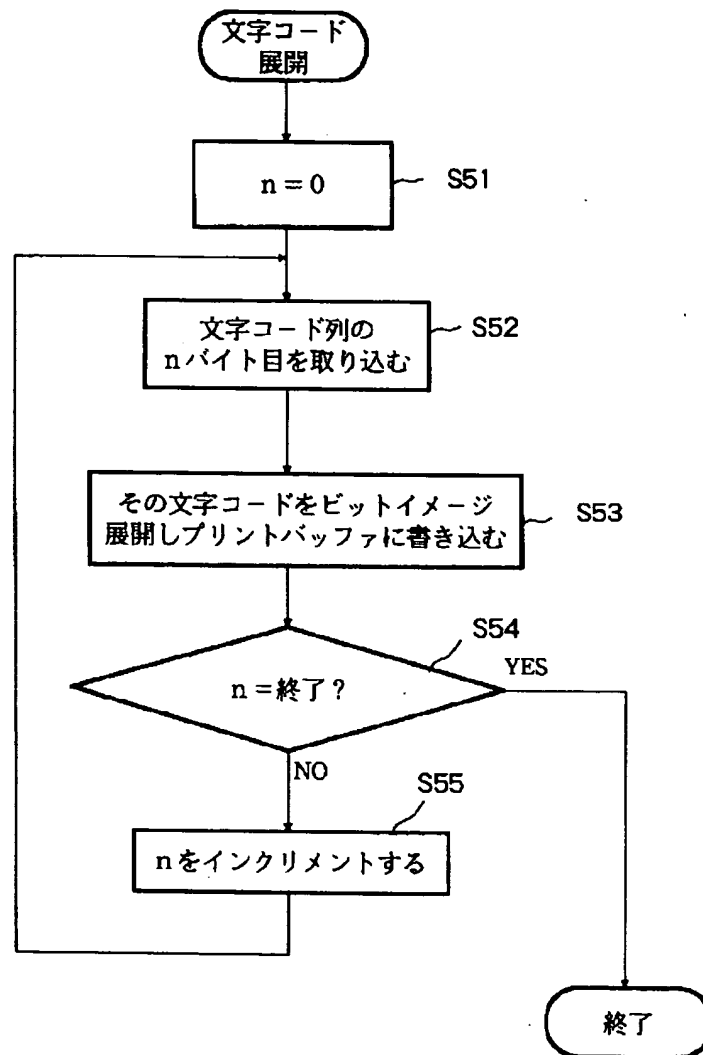 文字コード
展開
n=0
S51
文字コード列の
nバイト目を取り込む
S52
その文字コードをビットイメージ
展開しプリントバッファに書き込む
S53
S54
n=終了?
YES
NO
S55
nをインクリメントする
終了